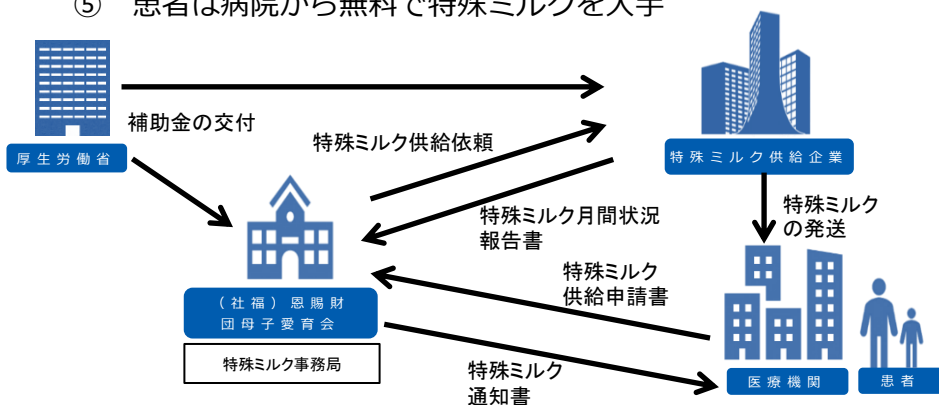 ⑤ 患者は病院から無料で特殊ミルクを入手
補助金の交付
厚生労働省
特殊ミルク供給依頼
特殊ミルク供給企業
特殊ミルク月間状況
報告書
特殊ミルク
の発送
特殊ミルク
供給申請書
（社福）恩賜財
団母子愛育会
特殊ミルク事務局
特殊ミルク
通知書
医療機関
患者